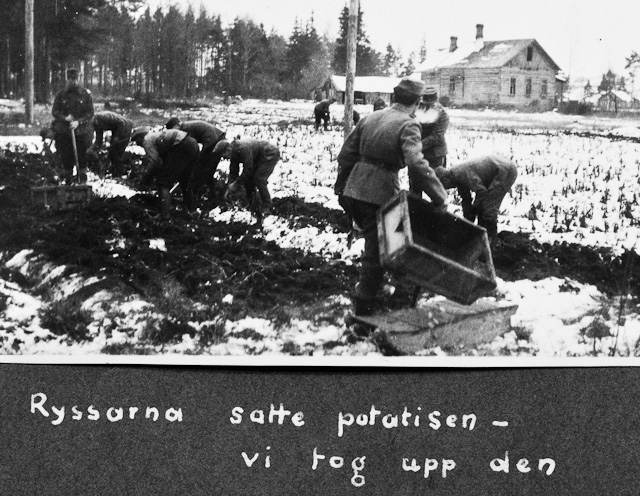 Ryssarna satte potatisen –
vi tog upp den